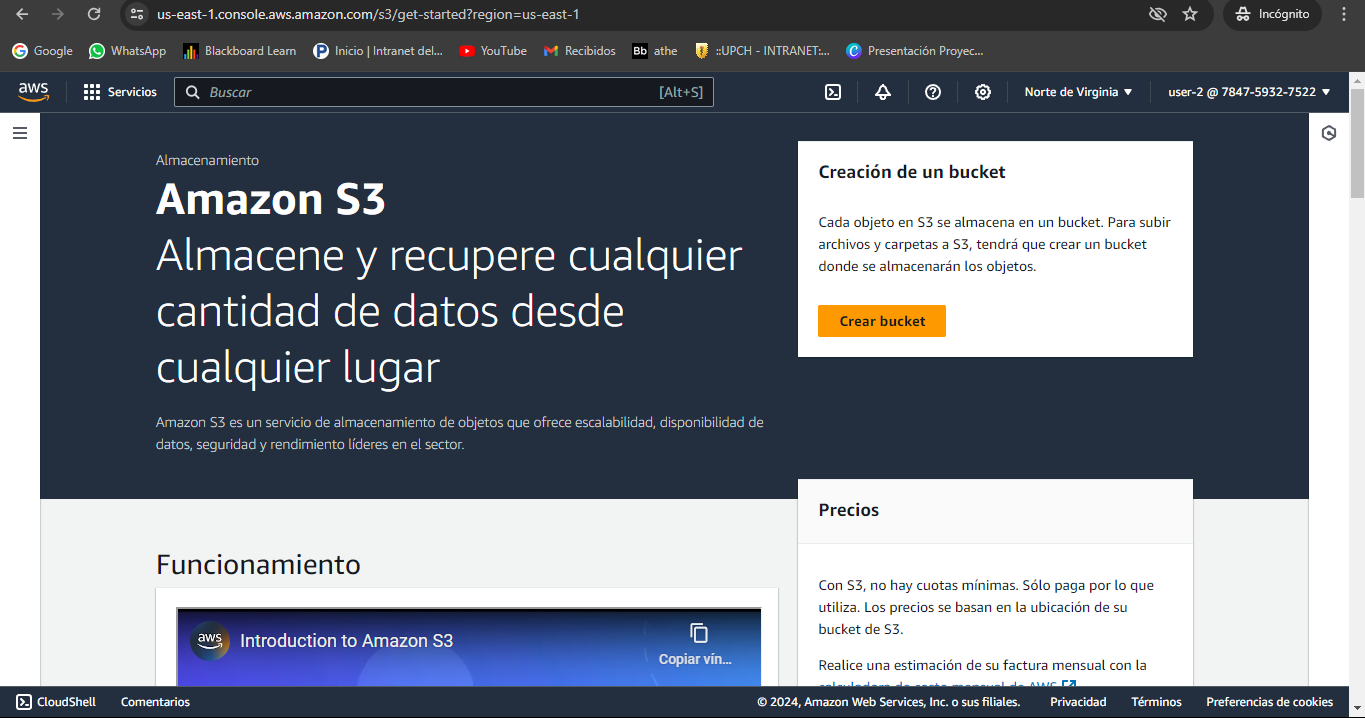 us-east-1.console.aws.amazon.com/s3/get-started?region=us-east-1
Incógnito
Google
WhatsApp
Blackboard Learn
Inicio | Intranet del...
YouTube
Recibidos
Bb athe
::UPCH - INTRANET:...
Presentación Proyec...
aws
Servicios
Buscar
[Alt+S]
Norte de Virginia
user-2 @ 7847-5932-7522
Almacenamiento
Amazon S3
Almacene y recupere cualquier
cantidad de datos desde
cualquier lugar
Amazon S3 es un servicio de almacenamiento de objetos que ofrece escalabilidad, disponibilidad de
datos, seguridad y rendimiento líderes en el sector.
Creación de un bucket
Cada objeto en S3 se almacena en un bucket. Para subir
archivos y carpetas a S3, tendrá que crear un bucket
donde se almacenarán los objetos.
Crear bucket
Funcionamiento
aws
Introduction to Amazon S3
Copiar vín...
Precios
Con S3, no hay cuotas mínimas. Sólo paga por lo que
utiliza. Los precios se basan en la ubicación de su
bucket de S3.
Realice una estimación de su factura mensual con la
calculadora de costo mensual de AWS
CloudShell
Comentarios
© 2024, Amazon Web Services, Inc. o sus filiales.
Privacidad
Términos
Preferencias de cookies